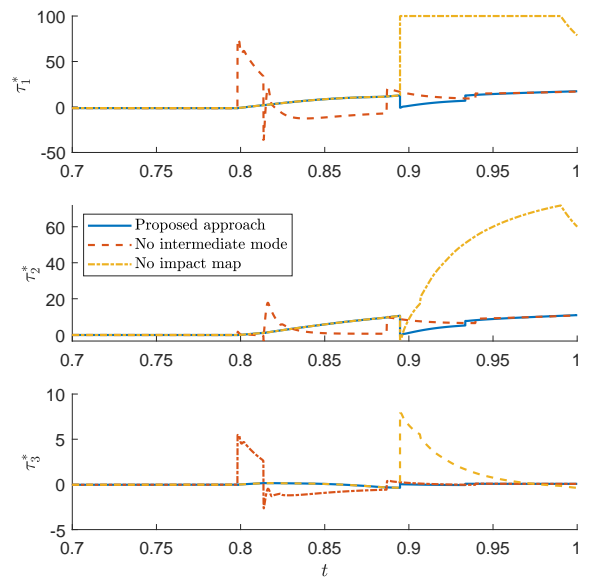 100
50
0
-50
τ₁*
0.7 0.75 0.8 0.85 0.9 0.95 1
60
40
20
0
τ₂*
Proposed approach
No intermediate mode
No impact map
0.7 0.75 0.8 0.85 0.9 0.95 1
10
5
0
-5
τ₃*
0.7 0.75 0.8 0.85 0.9 0.95 1
t